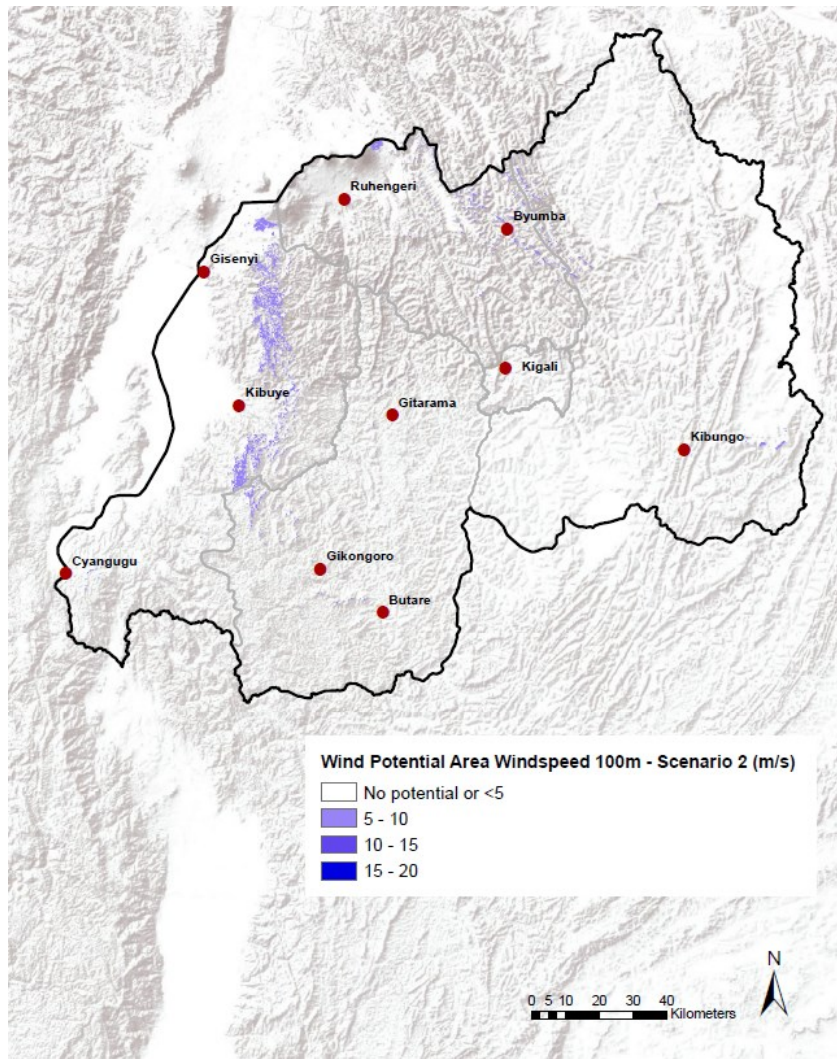 Ruhengeri
Byumba
Gisenyi
Kigali
Kibuye
Gitarama
Kibungo
Cyangugu
Gikongoro
Butare
Wind Potential Area Windspeed 100m - Scenario 2 (m/s)
No potential or <5
5 - 10
10 - 15
15 - 20
N
0 5 10 20 30 40
Kilometers